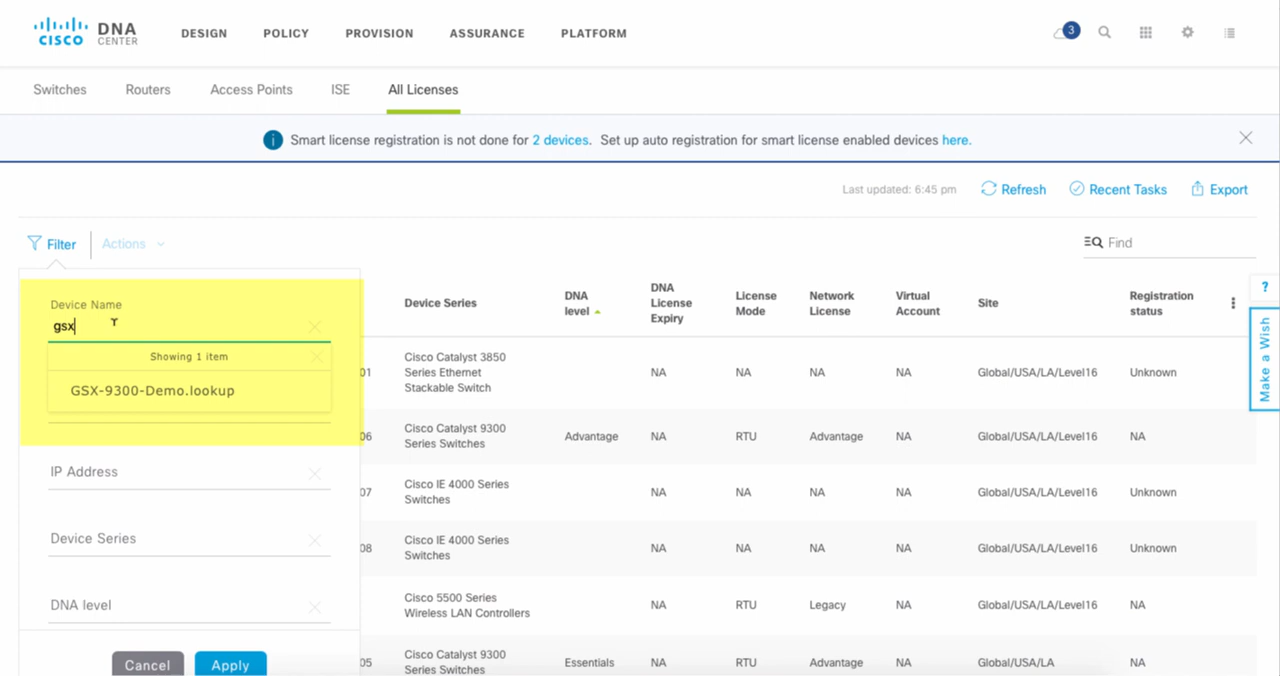 CISCO DNA CENTER DESIGN POLICY PROVISION ASSURANCE PLATFORM 3
Switches Routers Access Points ISE All Licenses
Smart license registration is not done for 2 devices. Set up auto registration for smart license enabled devices here.
Last updated: 6:45 pm Refresh Recent Tasks Export
Filter Actions Find
Device Name
gsx
Showing 1 item
GSX-9300-Demo.lookup
IP Address
Device Series
DNA level
Cancel Apply
Device Series DNA level DNA License Expiry License Mode Network License Virtual Account Site Registration status
01 Cisco Catalyst 3850 Series Ethernet Stackable Switch NA NA NA NA Global/USA/LA/Level16 Unknown
06 Cisco Catalyst 9300 Series Switches Advantage NA RTU Advantage NA Global/USA/LA/Level16 NA
07 Cisco IE 4000 Series Switches NA NA NA NA Global/USA/LA/Level16 Unknown
08 Cisco IE 4000 Series Switches NA NA NA NA Global/USA/LA/Level16 Unknown
Cisco 5500 Series Wireless LAN Controllers NA RTU Legacy NA Global/USA/LA/Level16 NA
05 Cisco Catalyst 9300 Series Switches Essentials NA RTU Advantage NA Global/USA/LA NA
?
Make a Wish